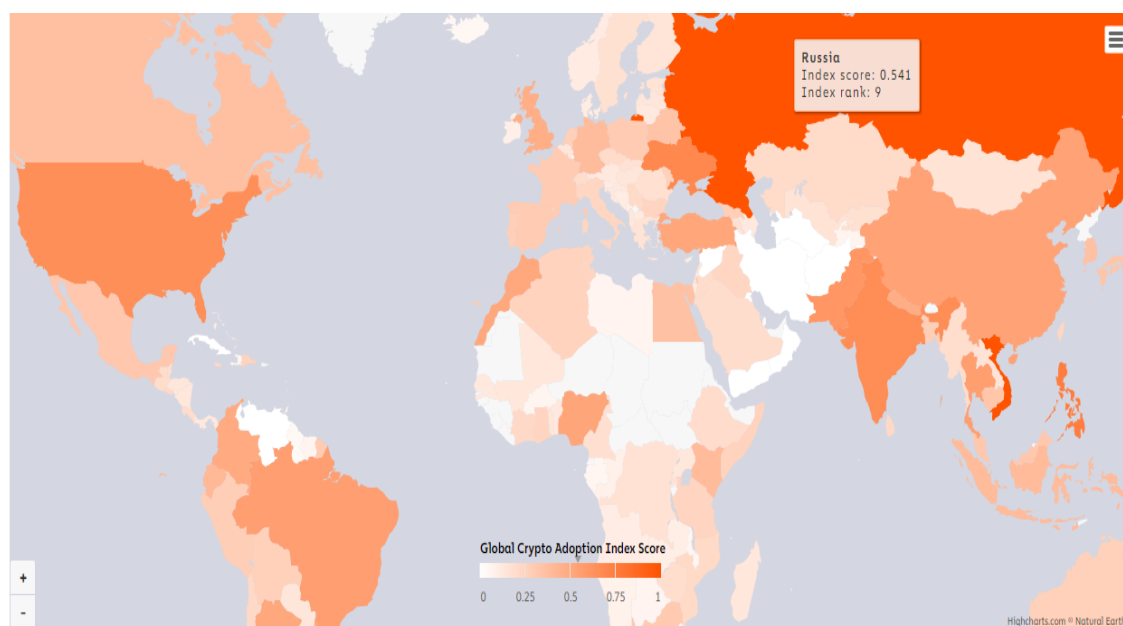 Russia
Index score: 0.541
Index rank: 9
Global Crypto Adoption Index Score
0 0.25 0.5 0.75 1
+
-
Highcharts.com © Natural Earth